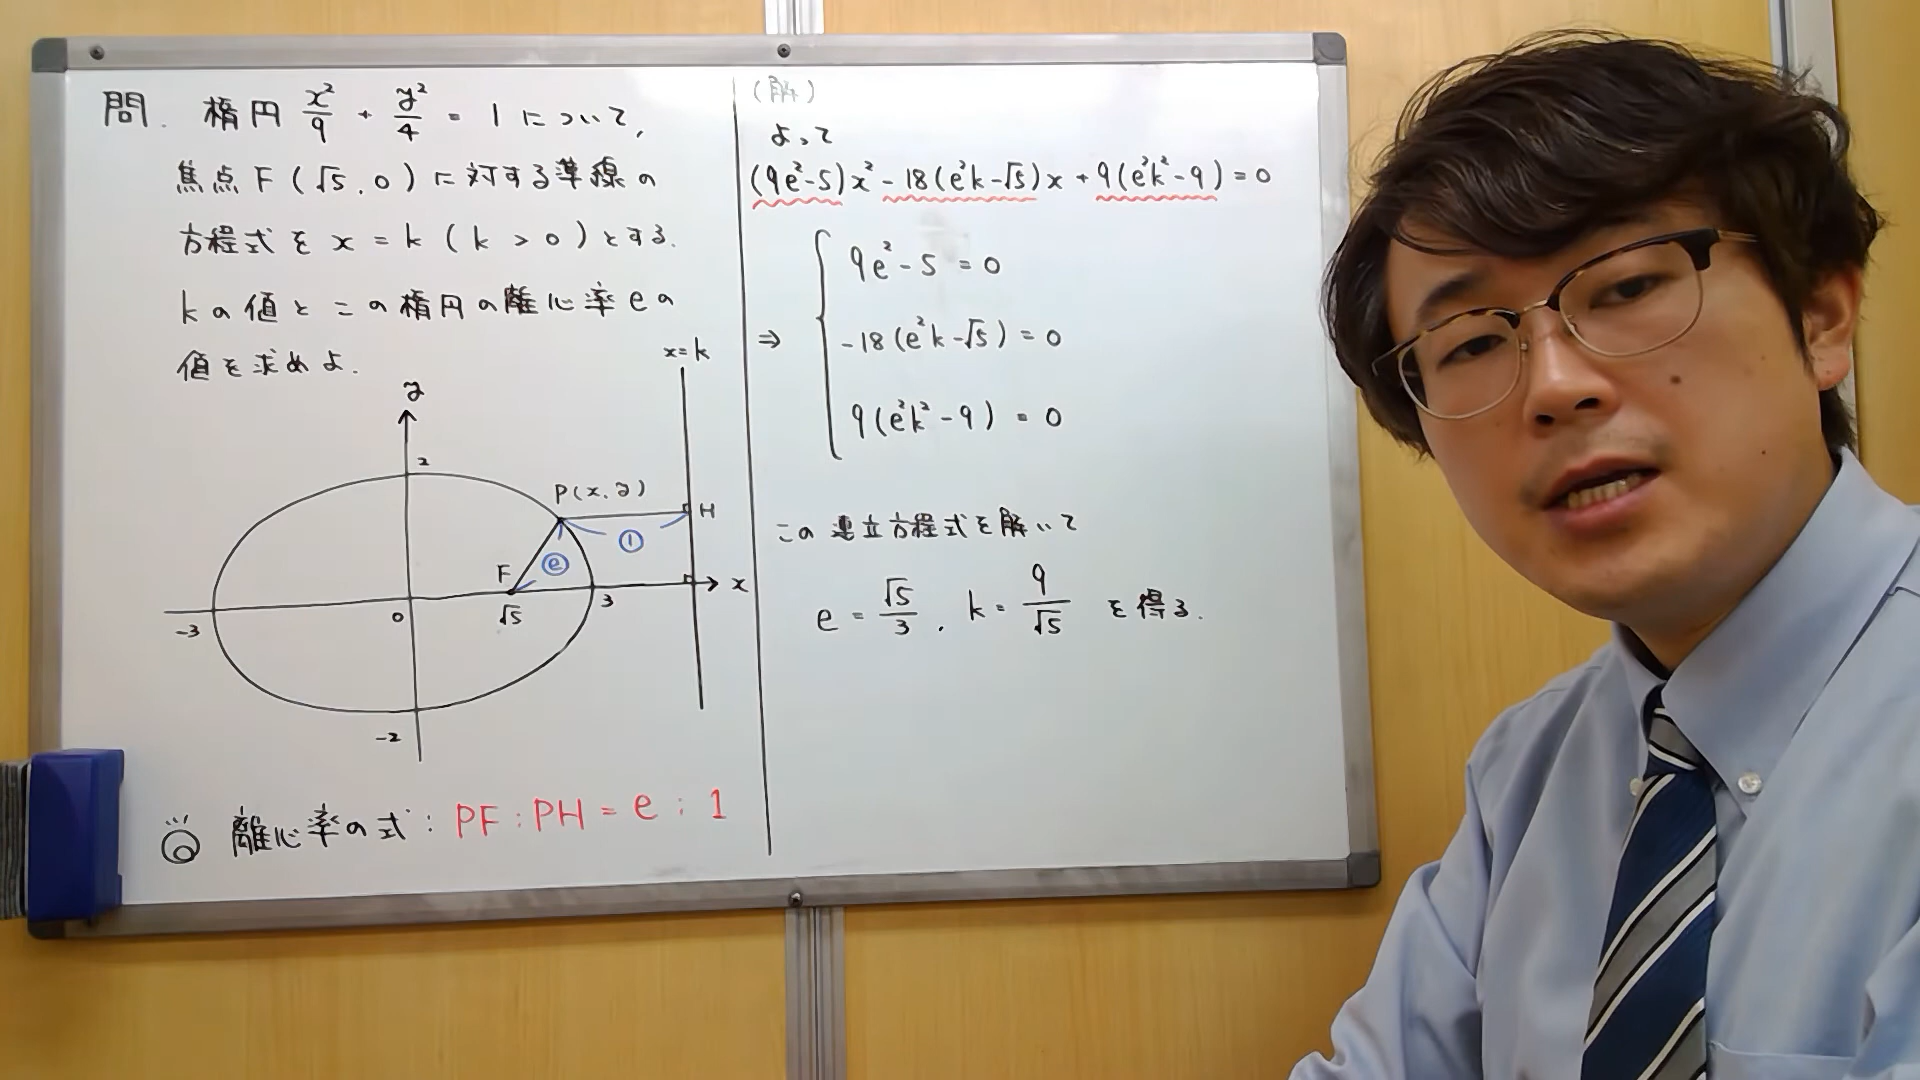 問. 楕円 x²/9 + y²/4 = 1 について,
焦点 F (√5, 0) に対する準線の
方程式を x = k (k > 0) とする.
kの値とこの楕円の離心率eの
値を求めよ.
x=k
y
2
P(x, y)
H
①
F
ⓔ
x
-3
0
√5
3
-2
離心率の式: PF : PH = e : 1
(解)
よって
(9e²-5)x² - 18(e²k-√5)x + 9(e²k²-9) = 0
⇒
9e² - 5 = 0
-18(e²k-√5) = 0
9(e²k² - 9) = 0
この連立方程式を解いて
e = √5/3, k = 9/√5 を得る.